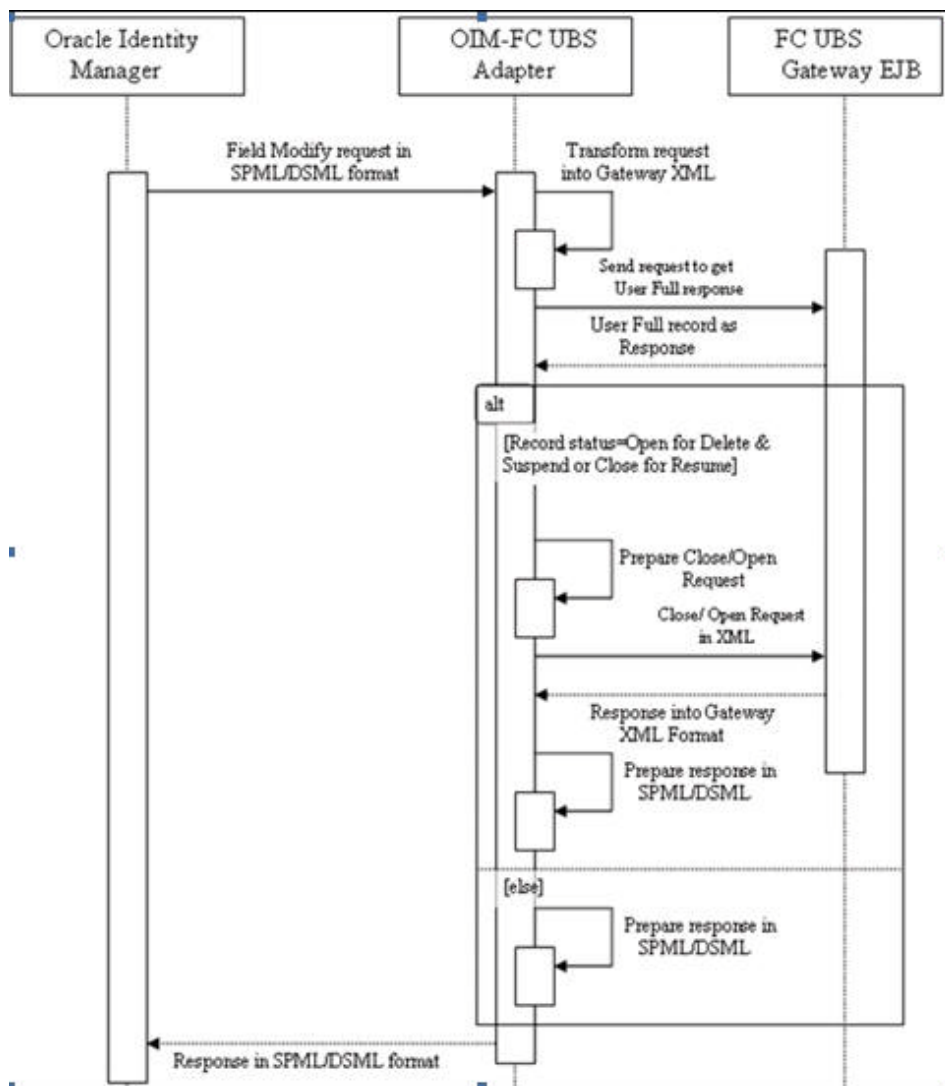 Oracle Identity
Manager
OIM-FC UBS
Adapter
FC UBS
Gateway EJB
Field Modify request in
SPML/DSML format
Transform request
into Gateway XML
Send request to get
User Full response
User Full record as
Response
alt
[Record status=Open for Delete &
Suspend or Close for Resume]
Prepare Close/Open
Request
Close/ Open Request
in XML
Response into Gateway
XML Format
Prepare response in
SPML/DSML
[else]
Prepare response in
SPML/DSML
Response in SPML/DSML format